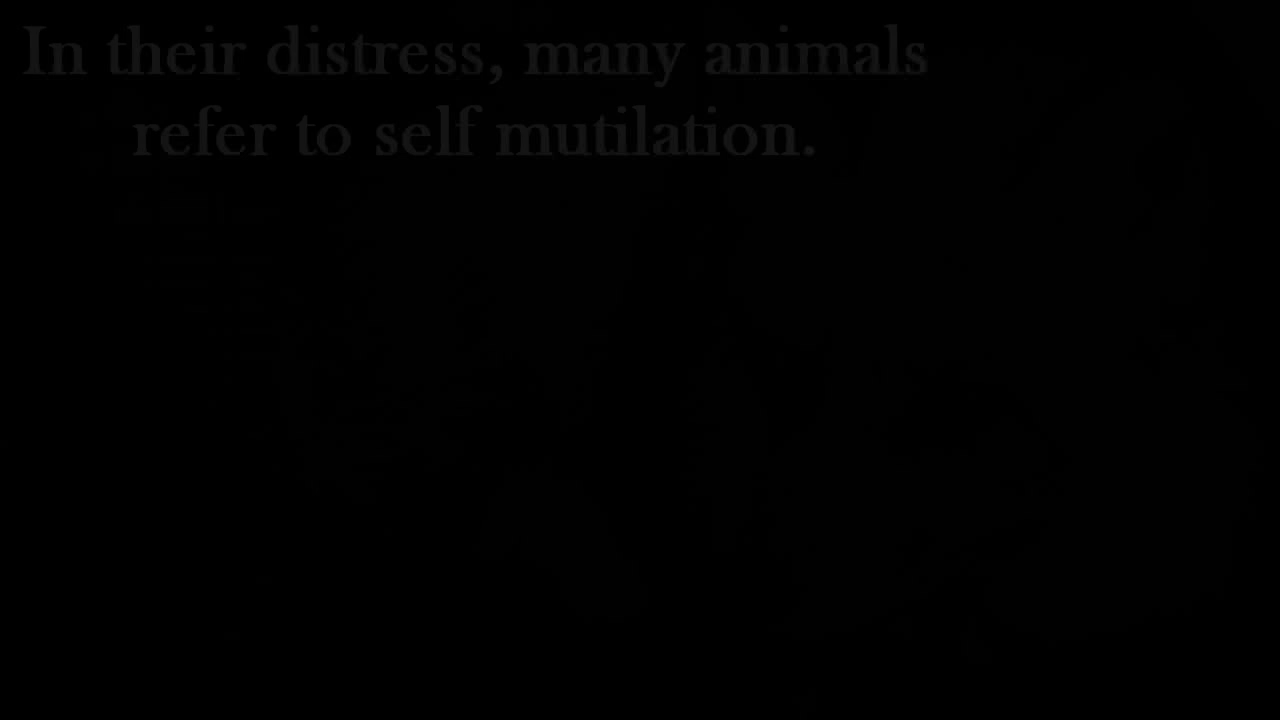 In their distress, many animals
refer to self mutilation.